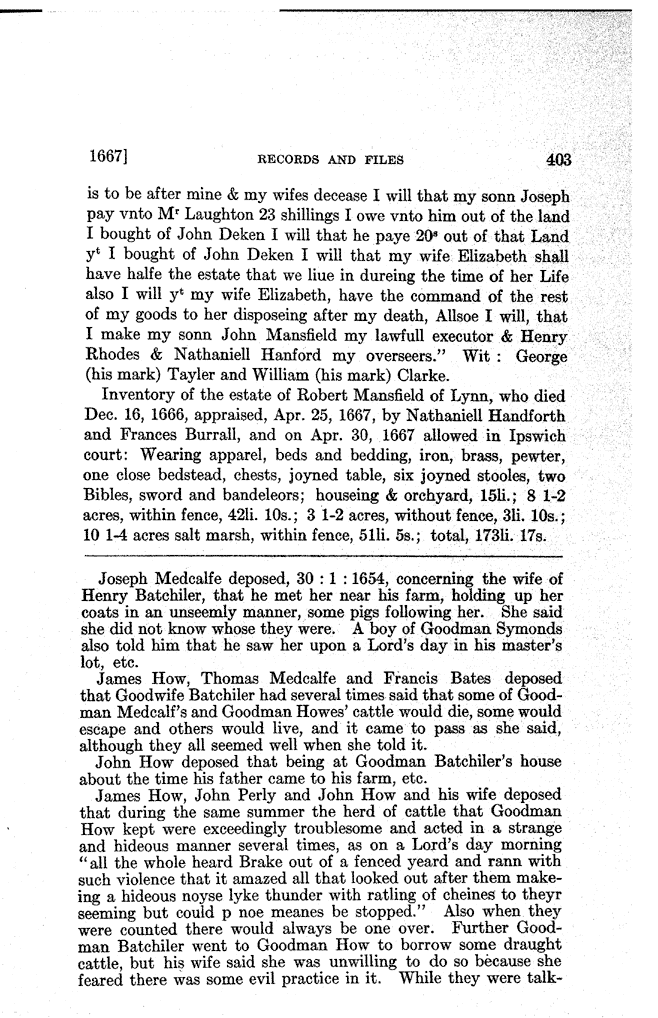 1667] RECORDS AND FILES 403
is to be after mine & my wifes decease I will that my sonn Joseph
pay vnto Mʳ Laughton 23 shillings I owe vnto him out of the land
I bought of John Deken I will that he paye 20ˢ out of that Land
yᵗ I bought of John Deken I will that my wife Elizabeth shall
have halfe the estate that we liue in dureing the time of her Life
also I will yᵗ my wife Elizabeth, have the command of the rest
of my goods to her disposeing after my death, Allsoe I will, that
I make my sonn John Mansfield my lawfull executor & Henry
Rhodes & Nathaniell Hanford my overseers." Wit : George
(his mark) Tayler and William (his mark) Clarke.
Inventory of the estate of Robert Mansfield of Lynn, who died
Dec. 16, 1666, appraised, Apr. 25, 1667, by Nathaniell Handforth
and Frances Burrall, and on Apr. 30, 1667 allowed in Ipswich
court: Wearing apparel, beds and bedding, iron, brass, pewter,
one close bedstead, chests, joyned table, six joyned stooles, two
Bibles, sword and bandeleors; houseing & orchyard, 15li.; 8 1-2
acres, within fence, 42li. 10s.; 3 1-2 acres, without fence, 3li. 10s.;
10 1-4 acres salt marsh, within fence, 51li. 5s.; total, 173li. 17s.
Joseph Medcalfe deposed, 30 : 1 : 1654, concerning the wife of
Henry Batchiler, that he met her near his farm, holding up her
coats in an unseemly manner, some pigs following her. She said
she did not know whose they were. A boy of Goodman Symonds
also told him that he saw her upon a Lord's day in his master's
lot, etc.
James How, Thomas Medcalfe and Francis Bates deposed
that Goodwife Batchiler had several times said that some of Good-
man Medcalf's and Goodman Howes' cattle would die, some would
escape and others would live, and it came to pass as she said,
although they all seemed well when she told it.
John How deposed that being at Goodman Batchiler's house
about the time his father came to his farm, etc.
James How, John Perly and John How and his wife deposed
that during the same summer the herd of cattle that Goodman
How kept were exceedingly troublesome and acted in a strange
and hideous manner several times, as on a Lord's day morning
"all the whole heard Brake out of a fenced yeard and rann with
such violence that it amazed all that looked out after them make-
ing a hideous noyse lyke thunder with ratling of cheines to theyr
seeming but could p noe meanes be stopped." Also when they
were counted there would always be one over. Further Good-
man Batchiler went to Goodman How to borrow some draught
cattle, but his wife said she was unwilling to do so because she
feared there was some evil practice in it. While they were talk-